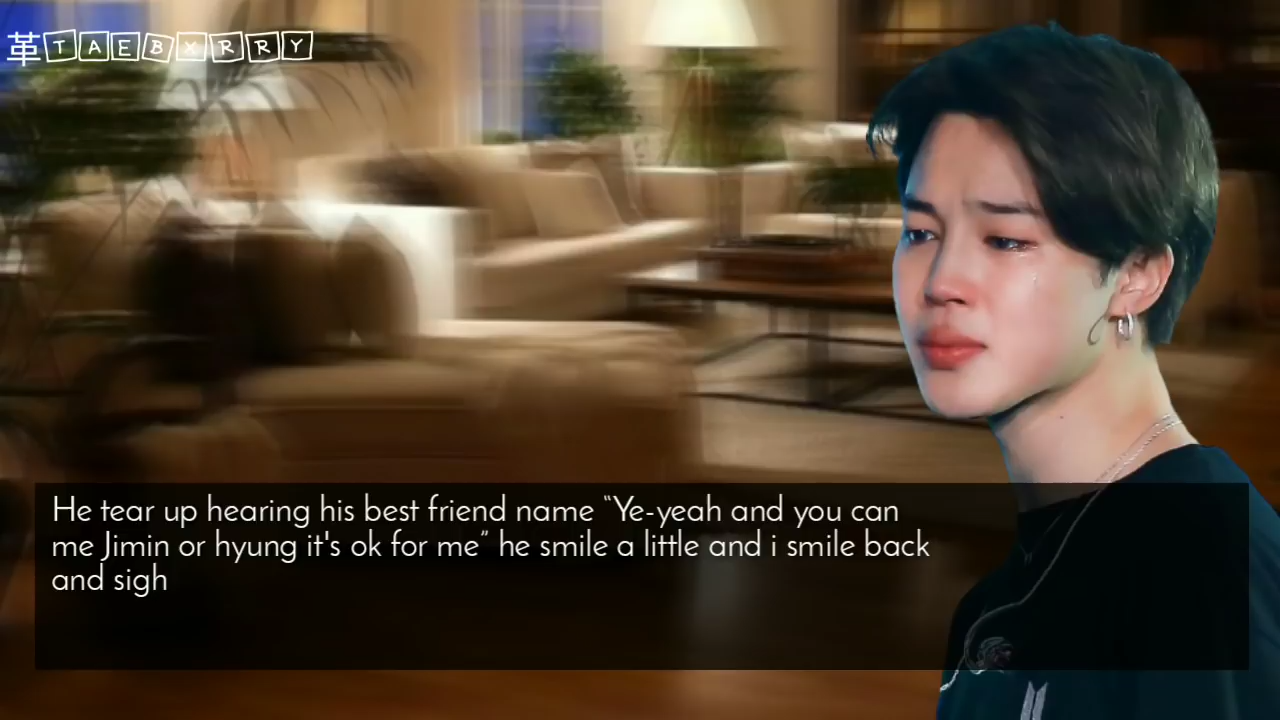 革TAEBXRRY
He tear up hearing his best friend name “Ye-yeah and you can
me Jimin or hyung it's ok for me” he smile a little and i smile back
and sigh